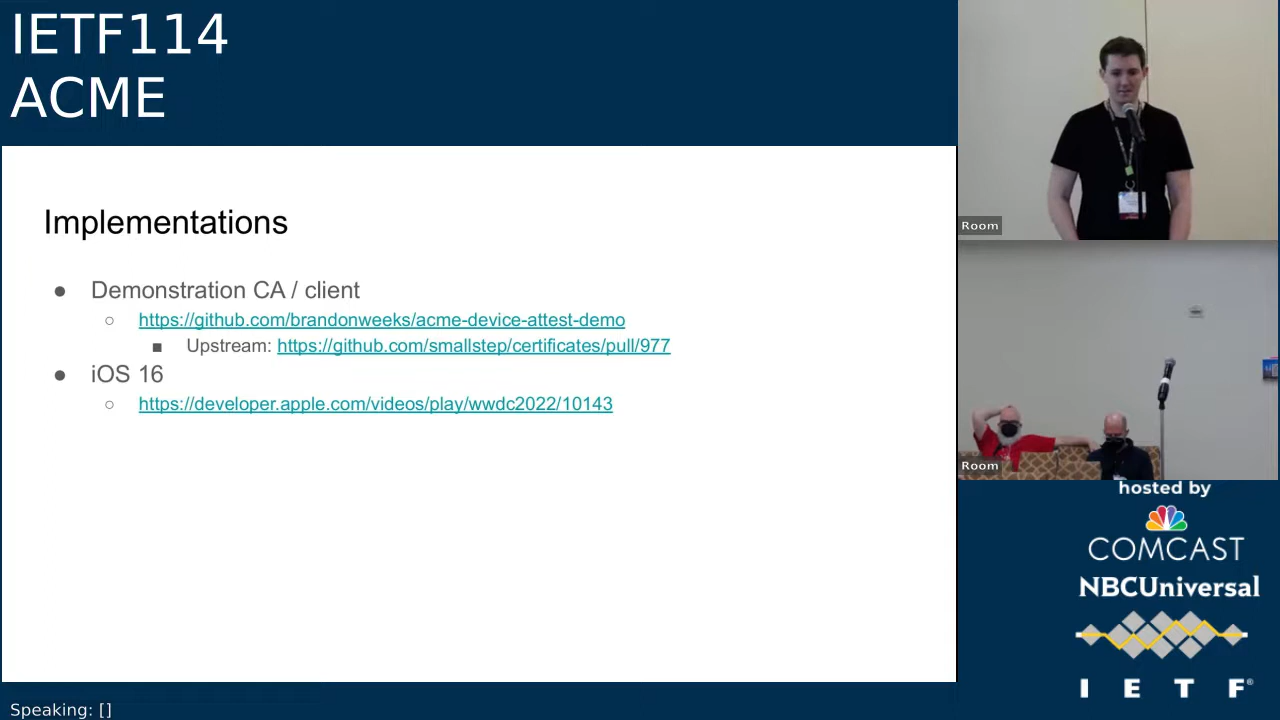 IETF114
ACME
Implementations
● Demonstration CA / client
○ https://github.com/brandonweeks/acme-device-attest-demo
■ Upstream: https://github.com/smallstep/certificates/pull/977
● iOS 16
○ https://developer.apple.com/videos/play/wwdc2022/10143
Room
Room
hosted by
COMCAST
NBCUniversal
I E T F®
Speaking: []